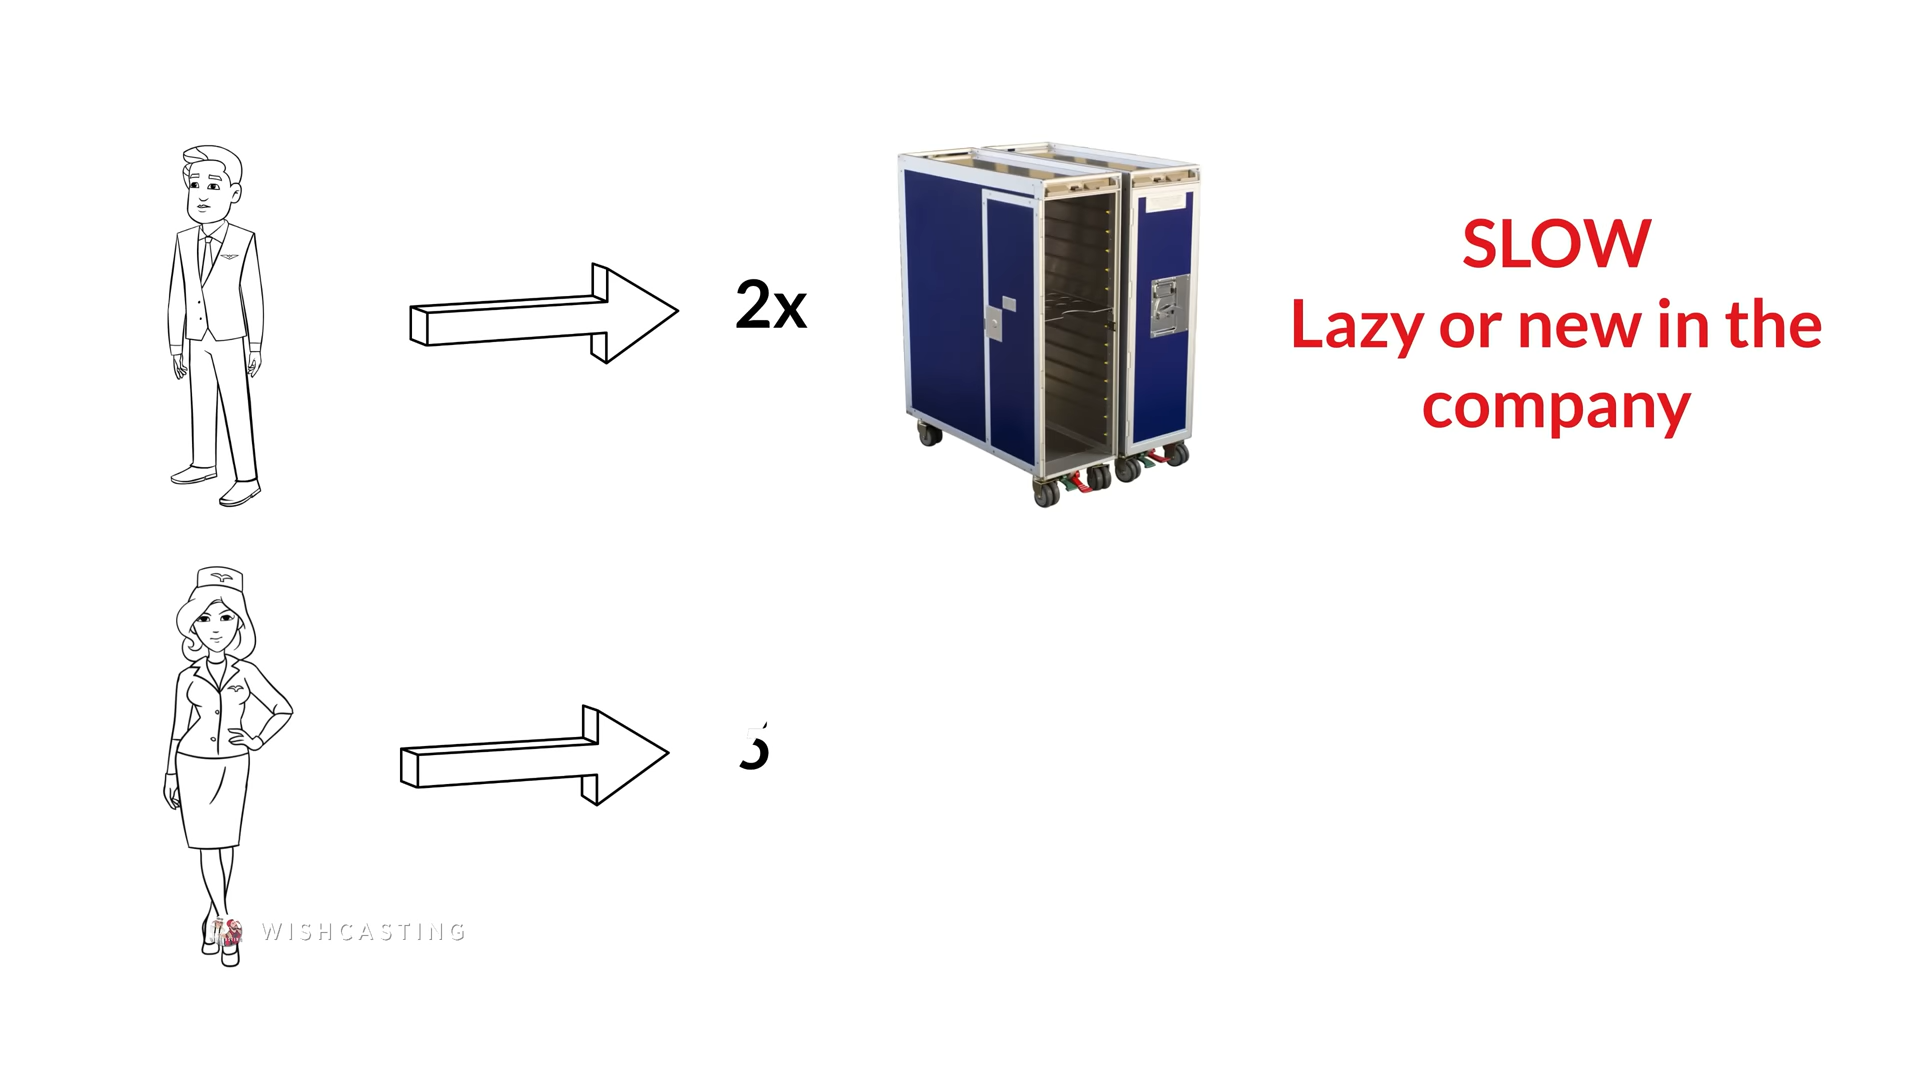 2x
SLOW
Lazy or new in the
company
WISHCASTING